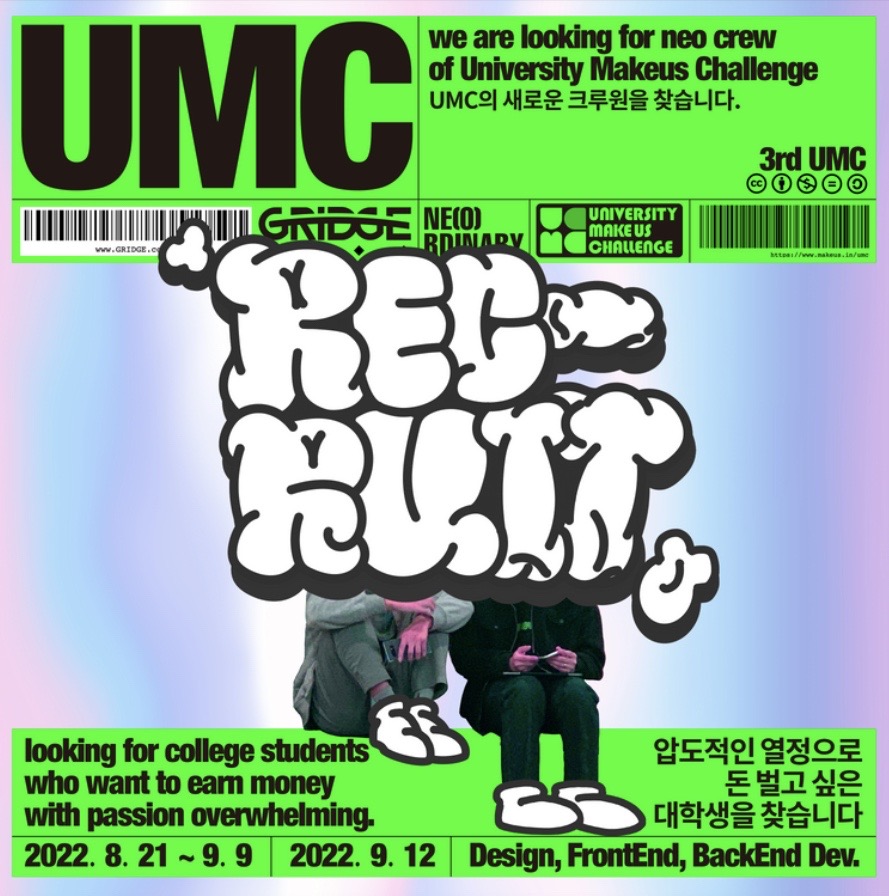 UMC
we are looking for neo crew
of University Makeus Challenge
UMC의 새로운 크루원을 찾습니다.
3rd UMC
www.GRIDGE.co
GRIDGE
NE(O)
RDINARY
UMC
UNIVERSITY
MAKE US
CHALLENGE
https://www.makeus.in/umc
REC-
RUIT
looking for college students
who want to earn money
with passion overwhelming.
압도적인 열정으로
돈 벌고 싶은
대학생을 찾습니다
2022. 8. 21 ~ 9. 9
2022. 9. 12
Design, FrontEnd, BackEnd Dev.